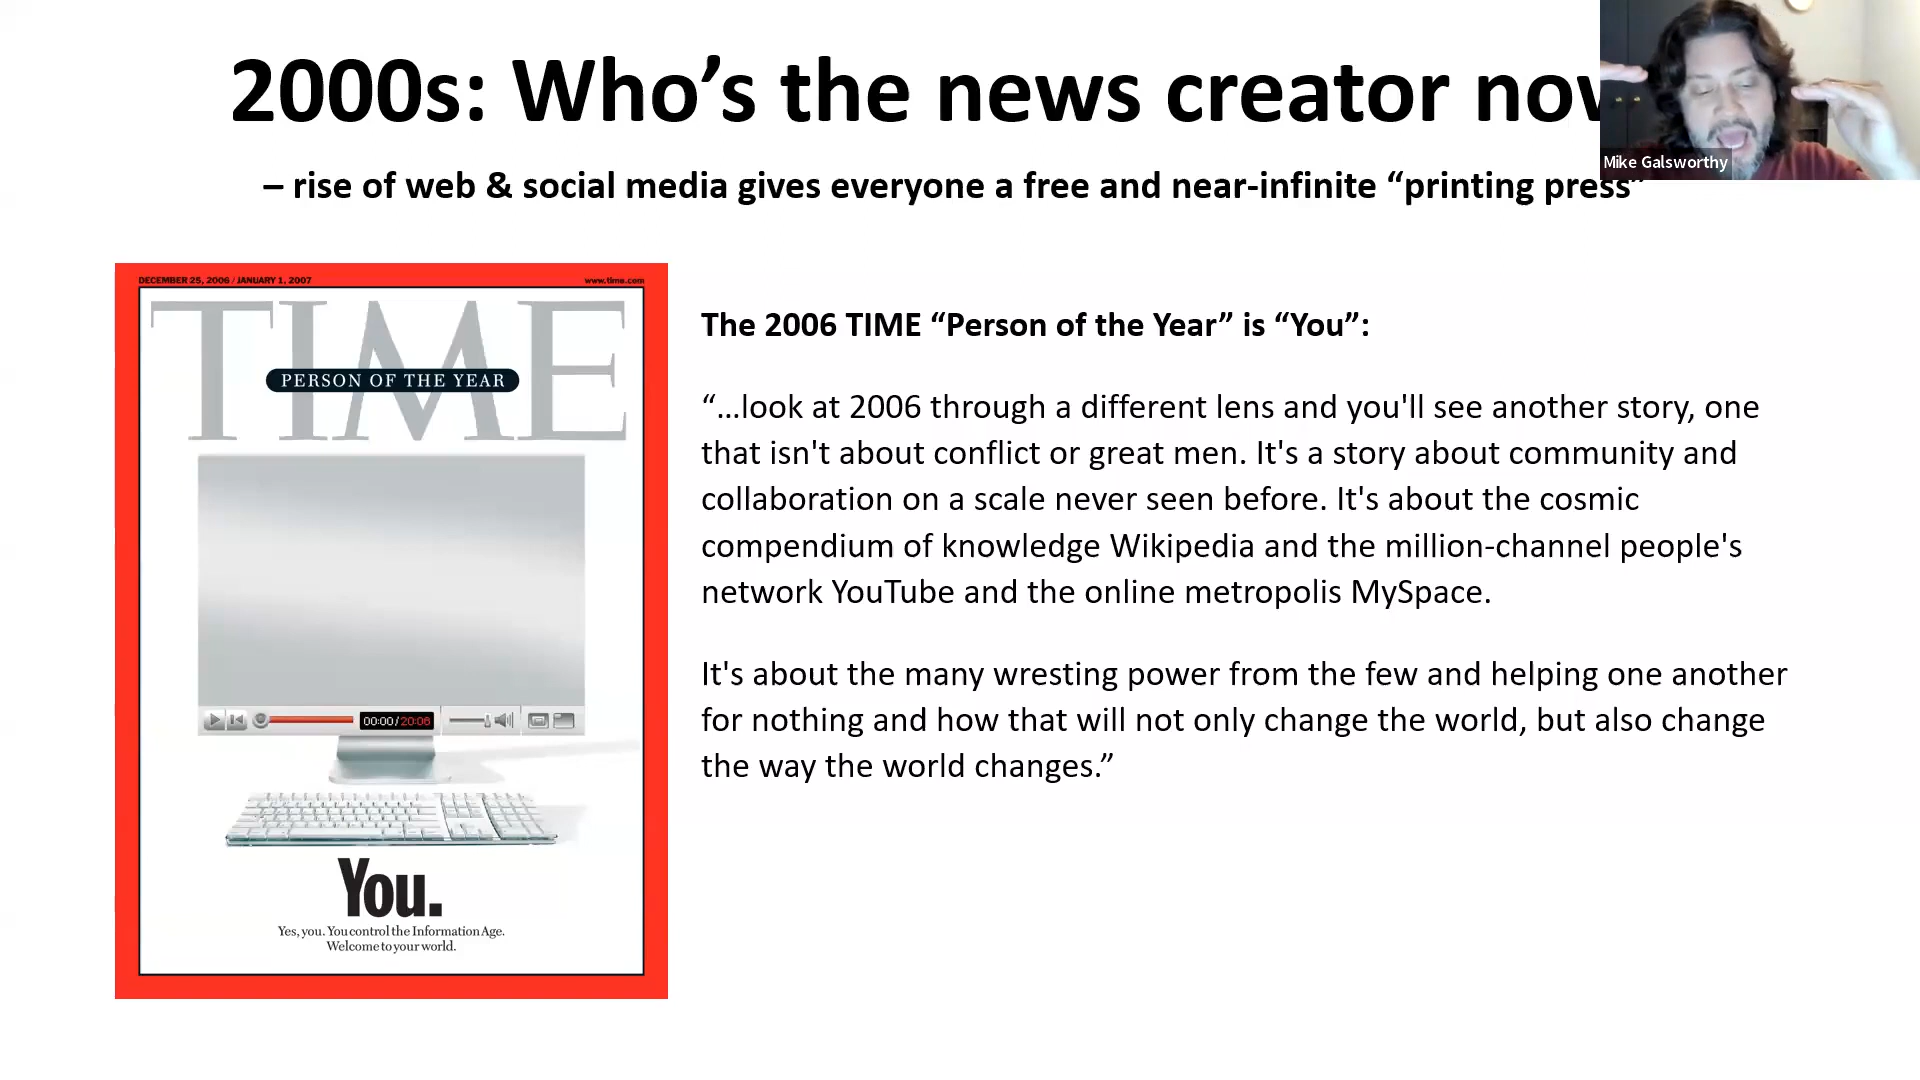 2000s: Who’s the news creator now
– rise of web & social media gives everyone a free and near-infinite “printing press”
Mike Galsworthy
DECEMBER 25, 2006 / JANUARY 1, 2007
www.time.com
TIME
PERSON OF THE YEAR
00:00/20:06
You.
Yes, you. You control the Information Age.
Welcome to your world.
The 2006 TIME “Person of the Year” is “You”:
“…look at 2006 through a different lens and you'll see another story, one
that isn't about conflict or great men. It's a story about community and
collaboration on a scale never seen before. It's about the cosmic
compendium of knowledge Wikipedia and the million-channel people's
network YouTube and the online metropolis MySpace.
It's about the many wresting power from the few and helping one another
for nothing and how that will not only change the world, but also change
the way the world changes.”